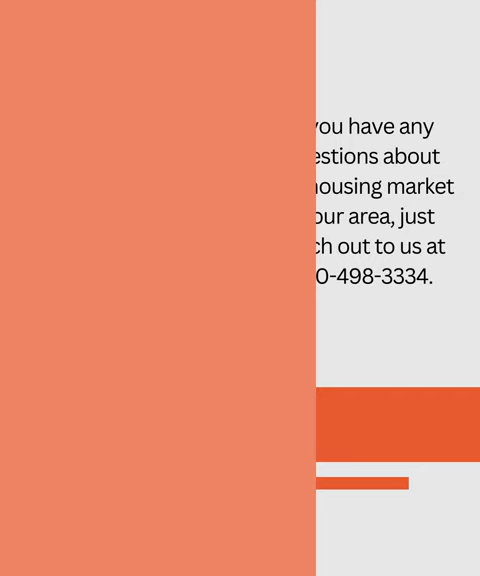 you have any
estions about
housing market
our area, just
ch out to us at
0-498-3334.